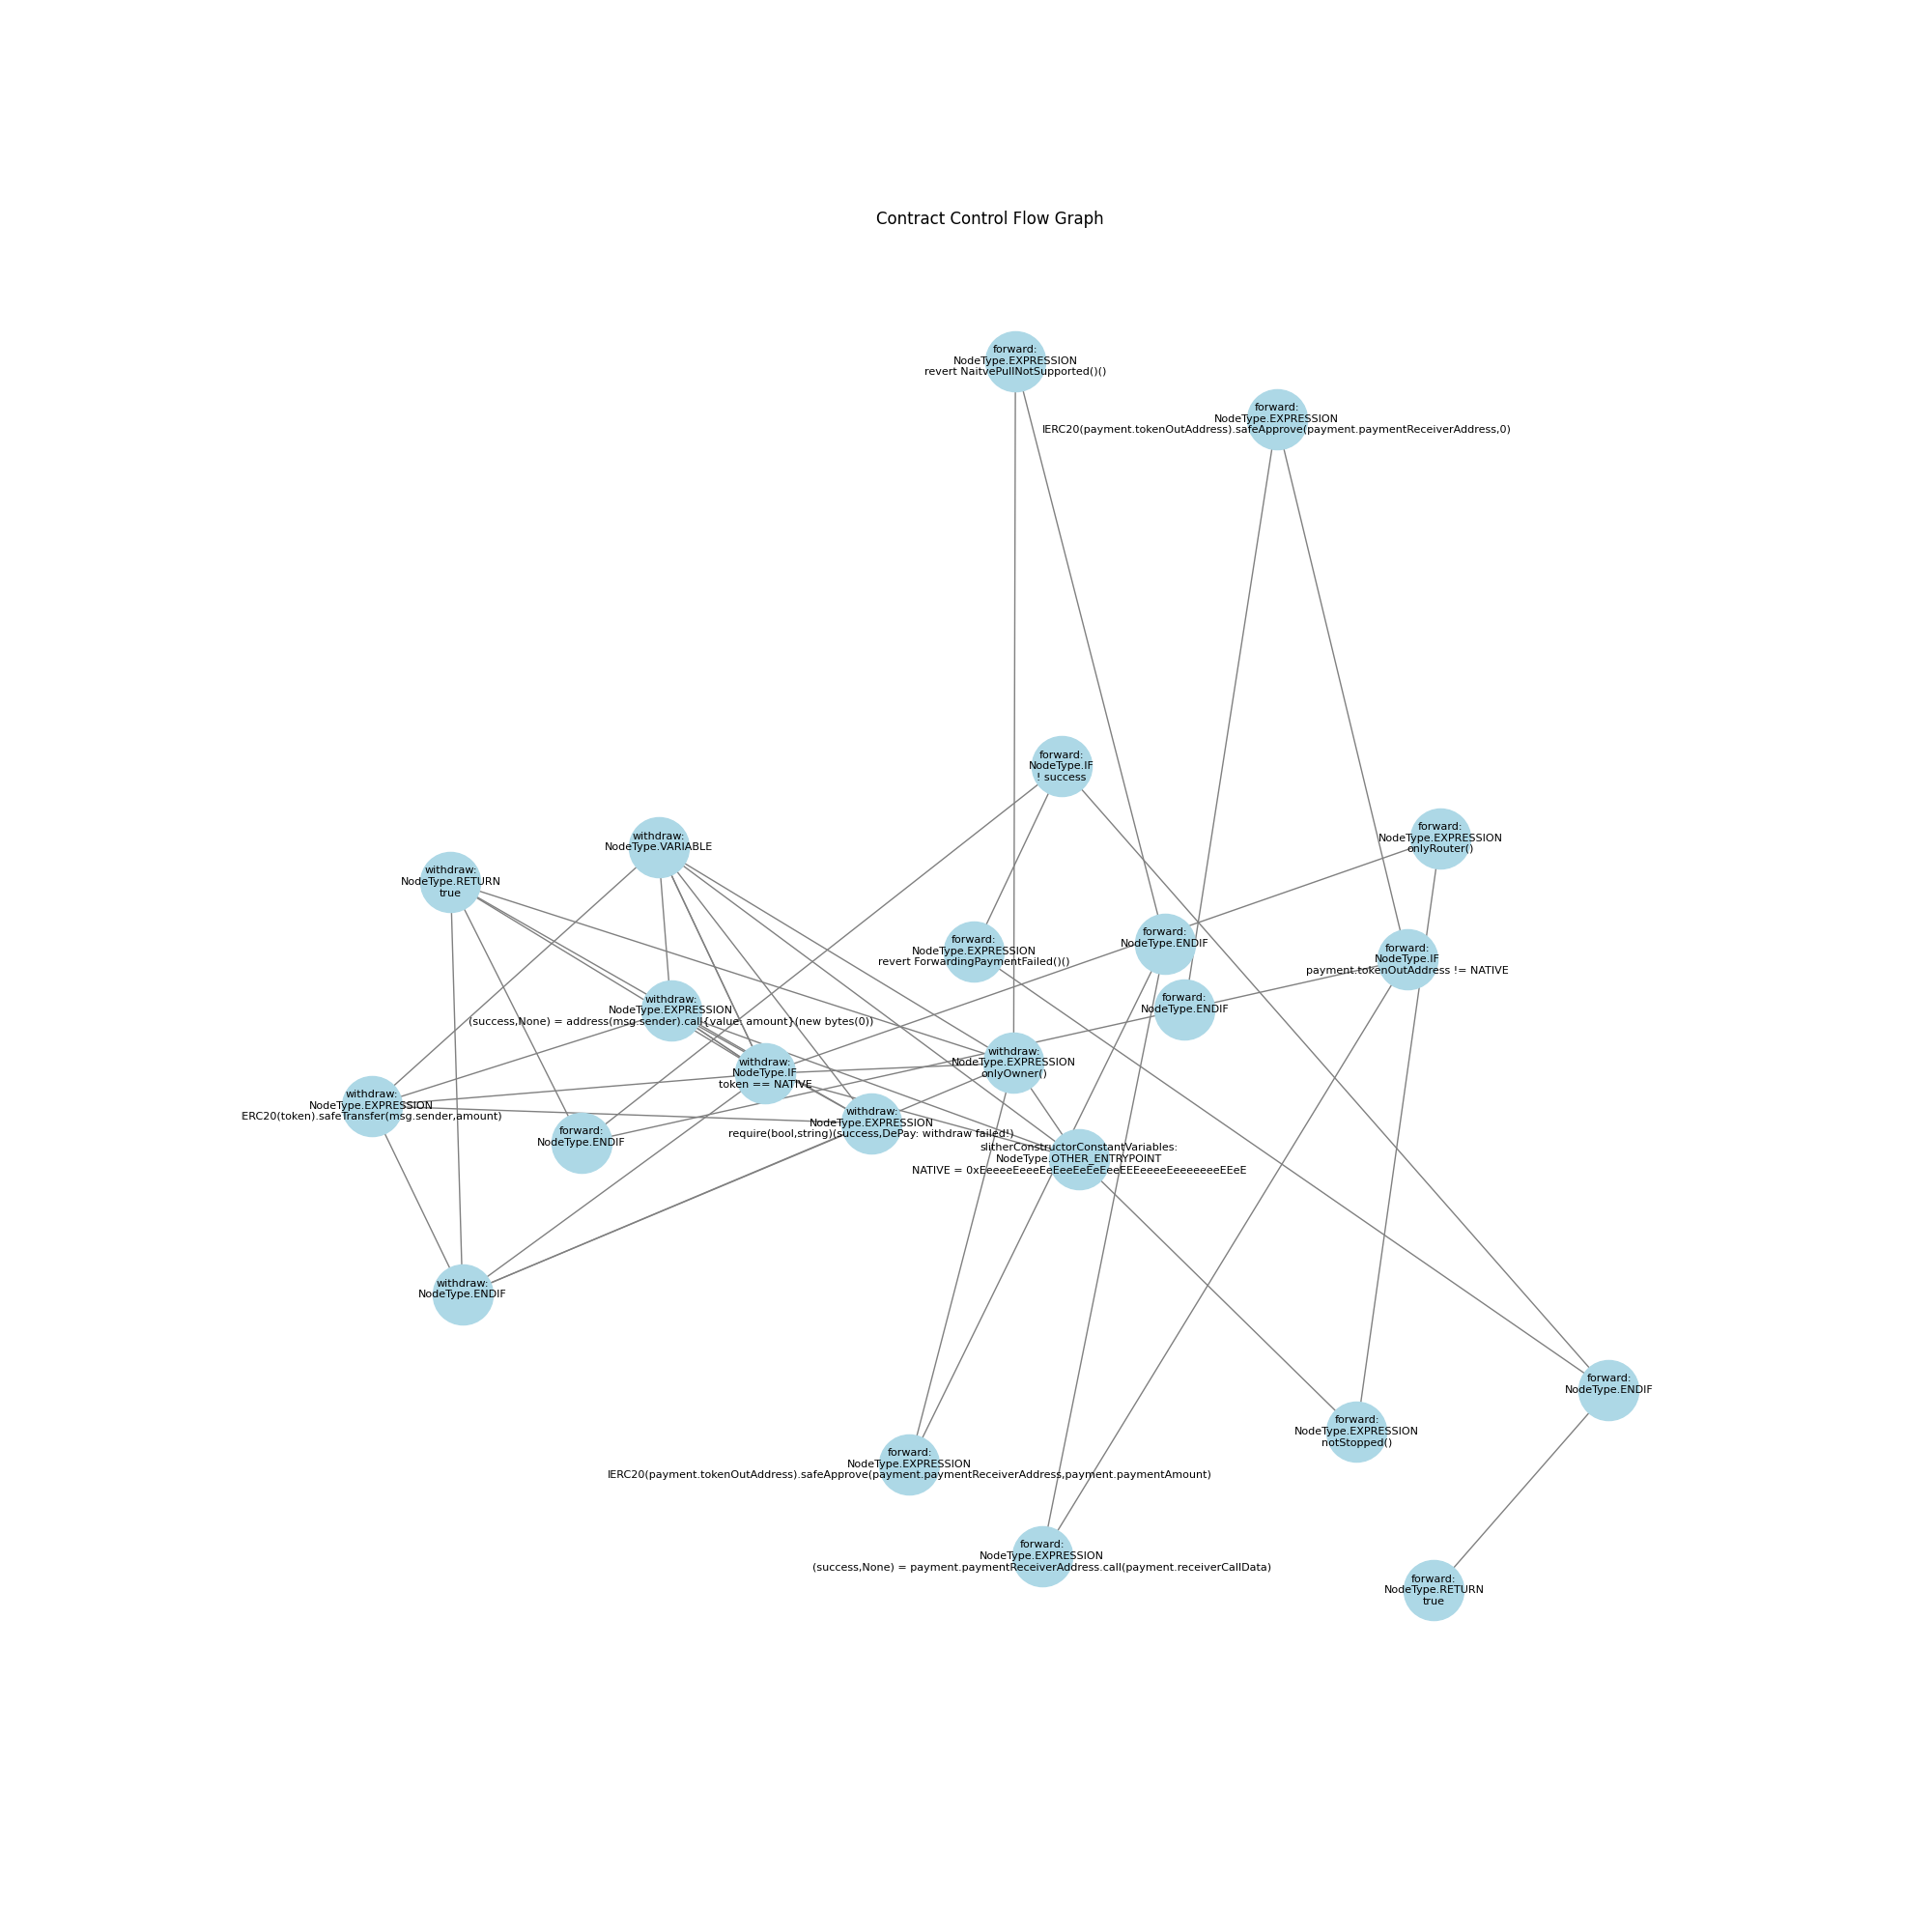 Contract Control Flow Graph
forward:
NodeType.EXPRESSION
revert NaitvePullNotSupported()()
forward:
NodeType.EXPRESSION
IERC20(payment.tokenOutAddress).safeApprove(payment.paymentReceiverAddress,0)
forward:
NodeType.IF
! success
forward:
NodeType.EXPRESSION
onlyRouter()
withdraw:
NodeType.VARIABLE
withdraw:
NodeType.RETURN
true
forward:
NodeType.ENDIF
forward:
NodeType.EXPRESSION
revert ForwardingPaymentFailed()()
forward:
NodeType.IF
payment.tokenOutAddress != NATIVE
forward:
NodeType.ENDIF
withdraw:
NodeType.EXPRESSION
(success,None) = address(msg.sender).call{value: amount}(new bytes(0))
withdraw:
NodeType.EXPRESSION
onlyOwner()
withdraw:
NodeType.IF
token == NATIVE
withdraw:
NodeType.EXPRESSION
ERC20(token).safeTransfer(msg.sender,amount)
withdraw:
NodeType.EXPRESSION
require(bool,string)(success,DePay: withdraw failed!)
forward:
NodeType.ENDIF
slitherConstructorConstantVariables:
NodeType.OTHER_ENTRYPOINT
withdraw:
NodeType.ENDIF
forward:
NodeType.ENDIF
forward:
NodeType.EXPRESSION
notStopped()
forward:
NodeType.EXPRESSION
IERC20(payment.tokenOutAddress).safeApprove(payment.paymentReceiverAddress,payment.paymentAmount)
forward:
NodeType.EXPRESSION
(success,None) = payment.paymentReceiverAddress.call(payment.receiverCallData)
forward:
NodeType.RETURN
true